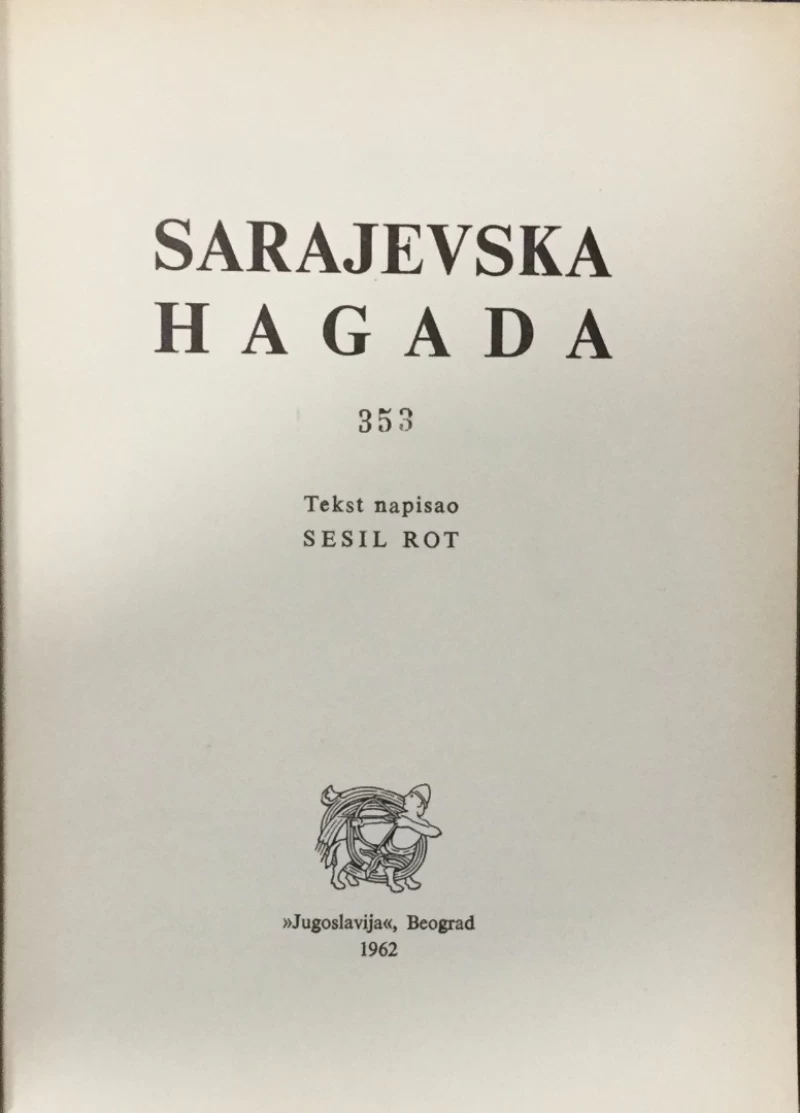 SARAJEVSKA
HAGADA
353
Tekst napisao
SESIL ROT
»Jugoslavija«, Beograd
1962